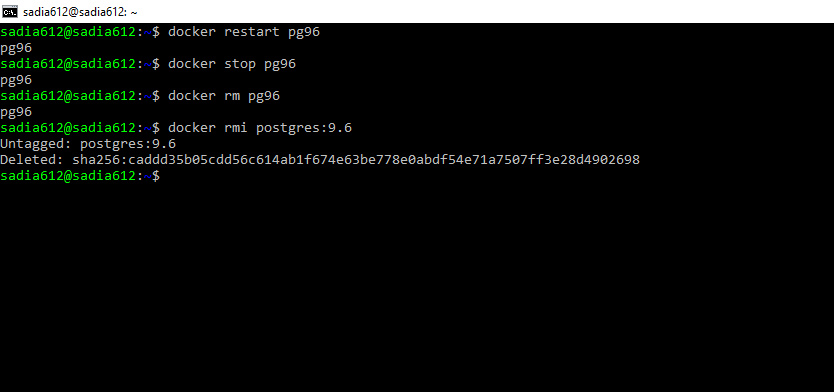 sadia612@sadia612: ~
sadia612@sadia612:~$ docker restart pg96
pg96
sadia612@sadia612:~$ docker stop pg96
pg96
sadia612@sadia612:~$ docker rm pg96
pg96
sadia612@sadia612:~$ docker rmi postgres:9.6
Untagged: postgres:9.6
Deleted: sha256:caddd35b05cdd56c614ab1f674e63be778e0abdf54e71a7507ff3e28d4902698
sadia612@sadia612:~$